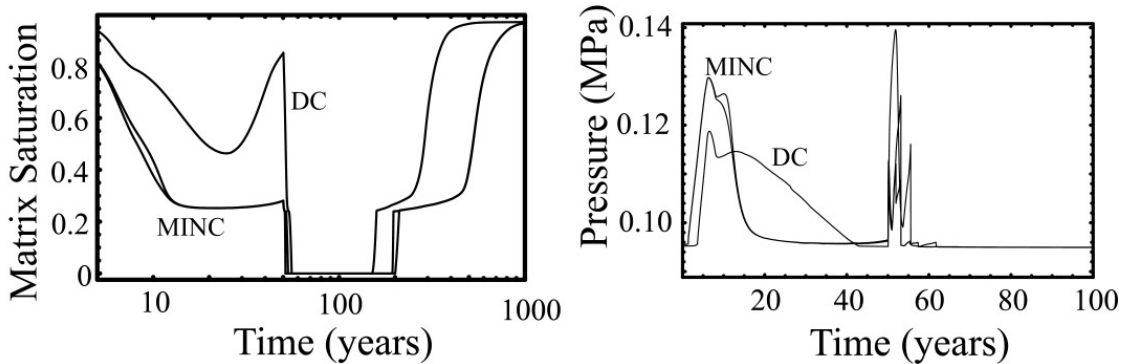 Matrix Saturation
0.8
0.6
0.4
0.2
0
DC
MINC
10
100
1000
Time (years)
Pressure (MPa)
0.14
0.12
0.10
MINC
DC
20
40
60
80
100
Time (years)